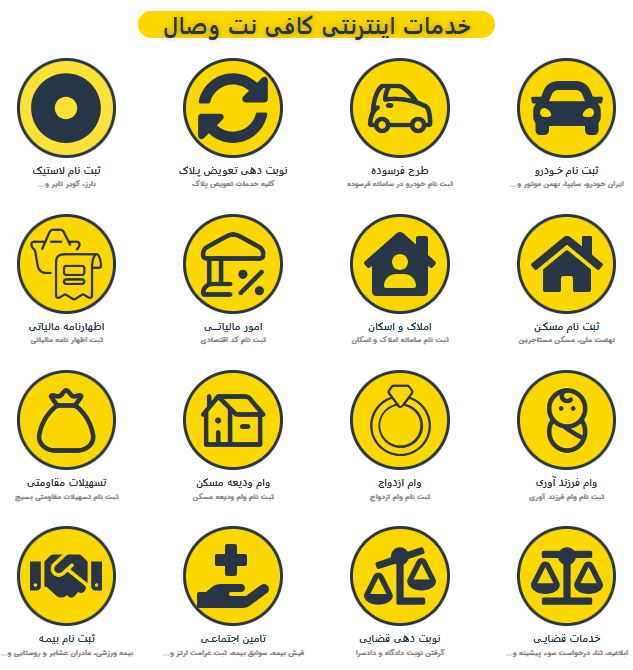 خدمات اینترنتی کافی نت وصال
ثبت نام خودرو
ایران خودرو، سایپا، بهمن موتور و...
طرح فرسوده
ثبت نام خودرو در سامانه فرسوده
نوبت دهی تعویض پلاک
کلیه خدمات تعویض پلاک
ثبت نام لاستیک
بارز، کویر تایر و...
ثبت نام مسکن
نهضت ملی، مسکن مستاجرین
املاک و اسکان
ثبت نام سامانه املاک و اسکان
امور مالیاتی
ثبت نام کد اقتصادی
اظهارنامه مالیاتی
ثبت اظهار نامه مالیاتی
وام فرزند آوری
ثبت نام وام فرزند آوری
وام ازدواج
ثبت نام وام ازدواج
وام ودیعه مسکن
ثبت نام وام ودیعه مسکن
تسهیلات مقاومتی
ثبت نام تسهیلات مقاومتی بسیج
خدمات قضایی
ابلاغیه، ثنا، درخواست سوء پیشینه و...
نوبت دهی قضایی
گرفتن نوبت دادگاه و دادسرا
تامین اجتماعی
فیش بیمه، سوابق بیمه، ثبت غرامت ارتز و...
ثبت نام بیمه
بیمه ورزشی، مادران عشایر و روستایی و...